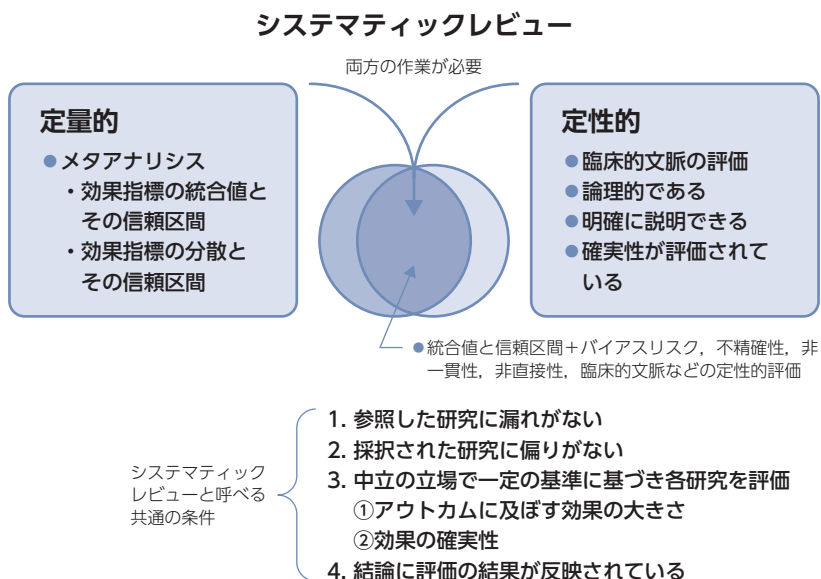 システマティックレビュー
両方の作業が必要
定量的
●メタアナリシス
・効果指標の統合値と
その信頼区間
・効果指標の分散と
その信頼区間
定性的
●臨床的文脈の評価
●論理的である
●明確に説明できる
●確実性が評価されて
いる
●統合値と信頼区間+バイアスリスク,不精確性,非
一貫性,非直接性,臨床的文脈などの定性的評価
システマティック
レビューと呼べる
共通の条件
1. 参照した研究に漏れがない
2. 採択された研究に偏りがない
3. 中立の立場で一定の基準に基づき各研究を評価
①アウトカムに及ぼす効果の大きさ
②効果の確実性
4. 結論に評価の結果が反映されている